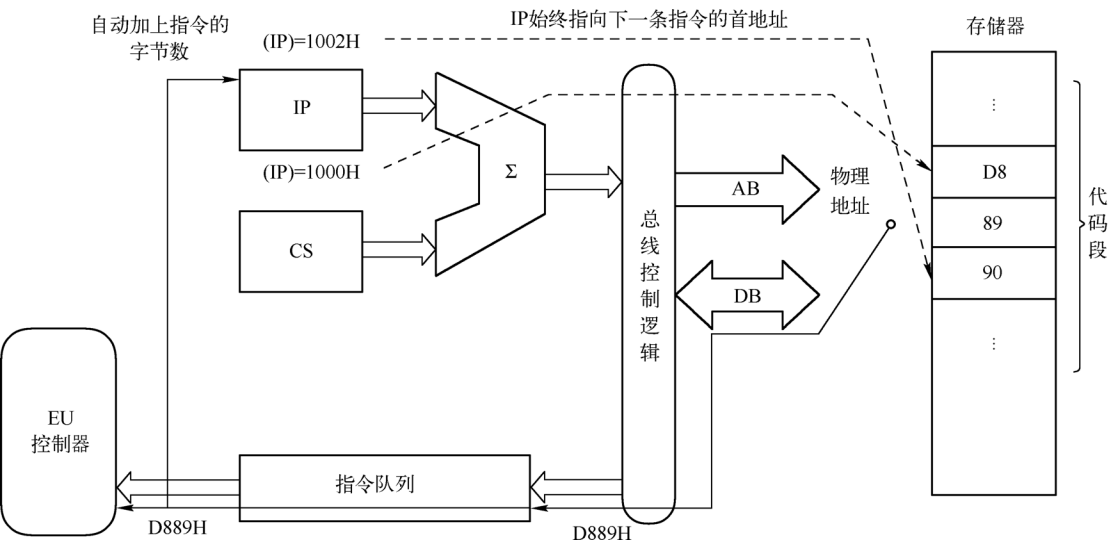 自动加上指令的
字节数
(IP)=1002H
IP始终指向下一条指令的首地址
存储器
IP
(IP)=1000H
Σ
CS
总线控制逻辑
AB
物理
地址
DB
⋮
D8
89
90
⋮
代码段
EU
控制器
指令队列
D889H
D889H